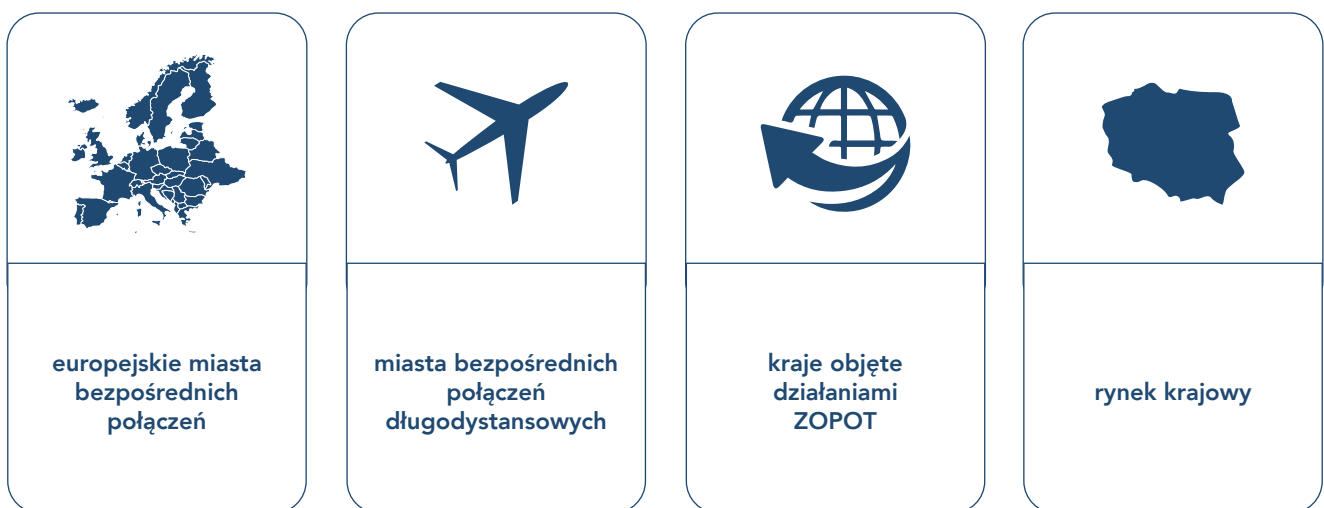 europejskie miasta
bezpośrednich
połączeń
miasta bezpośrednich
połączeń
długodystansowych
kraje objęte
działaniami
ZOPOT
rynek krajowy